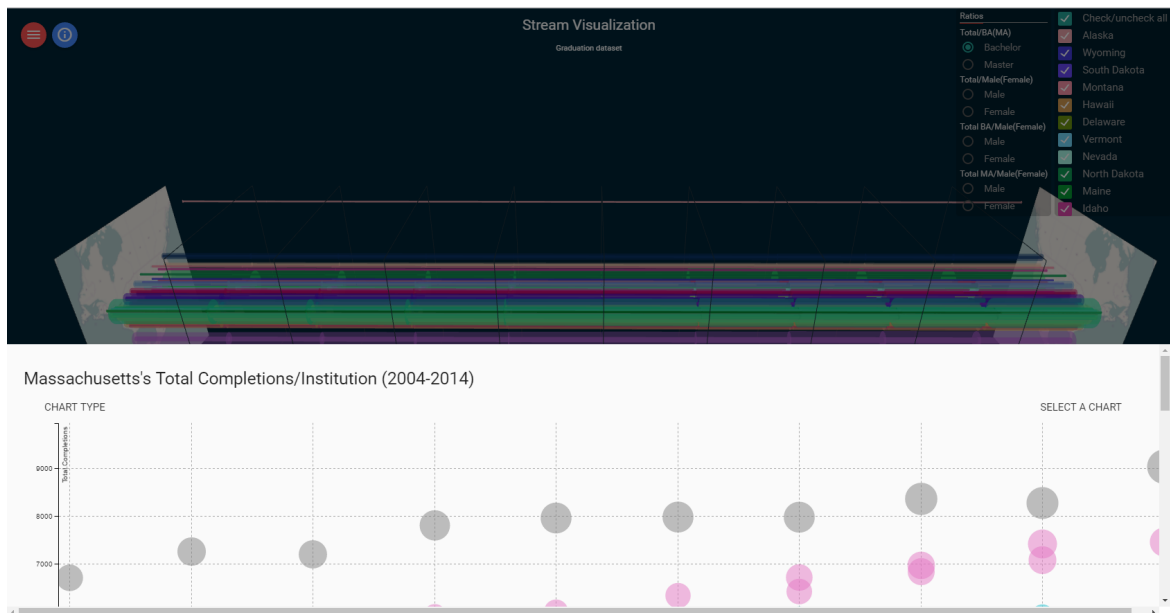 Stream Visualization
Graduation dataset
Ratios
Total/BA(MA)
Bachelor
Master
Total/Male(Female)
Male
Female
Total BA/Male(Female)
Male
Female
Total MA/Male(Female)
Male
Female
Check/uncheck all
Alaska
Wyoming
South Dakota
Montana
Hawaii
Delaware
Vermont
Nevada
North Dakota
Maine
Idaho
Massachusetts's Total Completions/Institution (2004-2014)
CHART TYPE
SELECT A CHART
Total Completions
9000
8000
7000